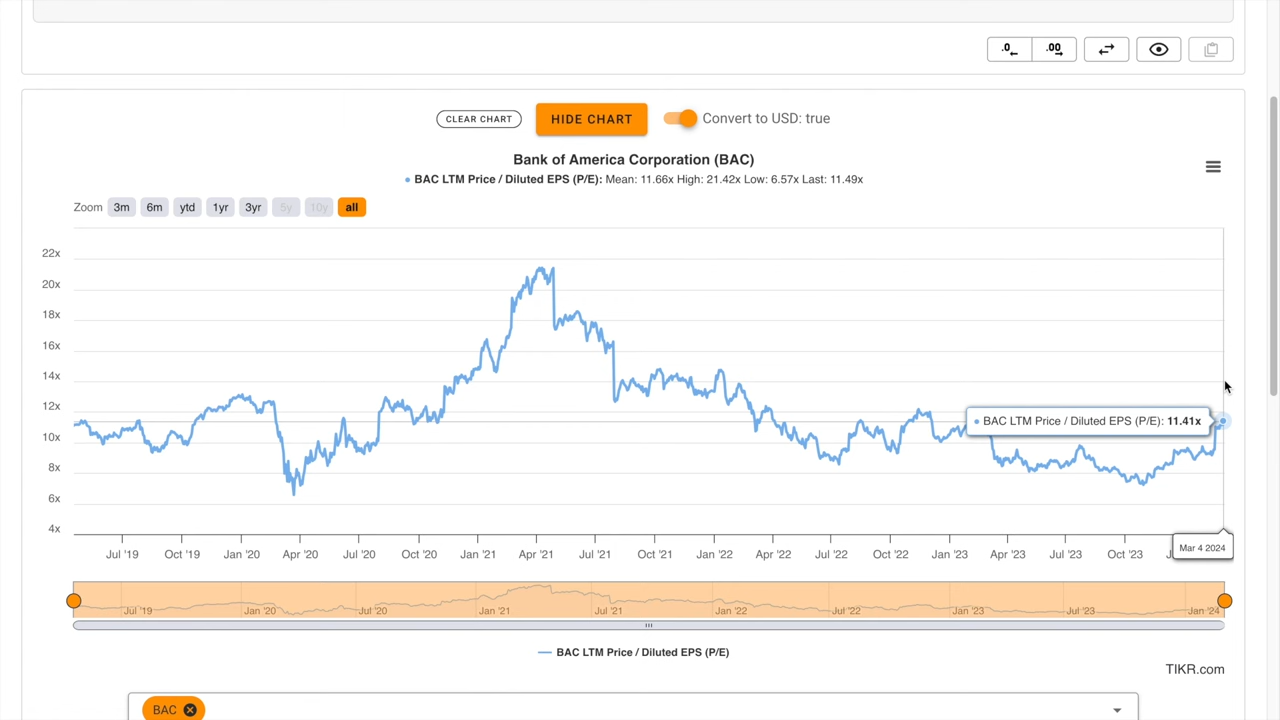 .0← .00→
CLEAR CHART HIDE CHART Convert to USD: true
Bank of America Corporation (BAC)
BAC LTM Price / Diluted EPS (P/E): Mean: 11.66x High: 21.42x Low: 6.57x Last: 11.49x
Zoom 3m 6m ytd 1yr 3yr 5y 10y all
22x
20x
18x
16x
14x
12x
10x
8x
6x
4x
BAC LTM Price / Diluted EPS (P/E): 11.41x
Jul '19 Oct '19 Jan '20 Apr '20 Jul '20 Oct '20 Jan '21 Apr '21 Jul '21 Oct '21 Jan '22 Apr '22 Jul '22 Oct '22 Jan '23 Apr '23 Jul '23 Oct '23
Mar 4 2024
Jul '19 Jan '20 Jul '20 Jan '21 Jul '21 Jan '22 Jul '22 Jan '23 Jul '23 Jan '24
BAC LTM Price / Diluted EPS (P/E)
TIKR.com
BAC